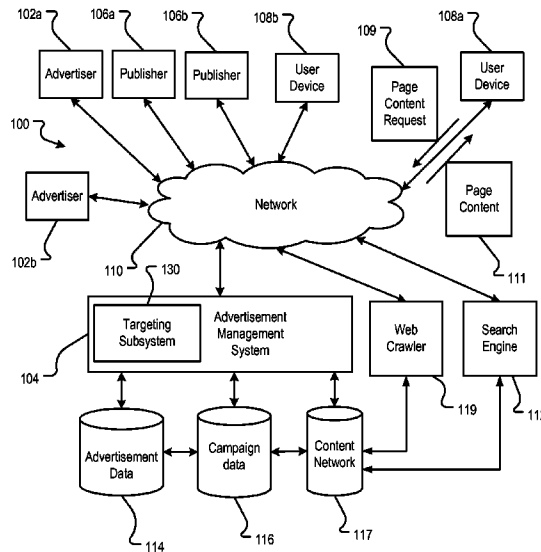 102a
106a
106b
108b
109
108a
Advertiser
Publisher
Publisher
User
Device
Page
Content
Request
User
Device
100
Advertiser
Network
Page
Content
102b
110
130
111
Targeting
Subsystem
Advertisement
Management
System
Web
Crawler
Search
Engine
104
119
Advertisement
Data
Campaign
data
Content
Network
114
116
117